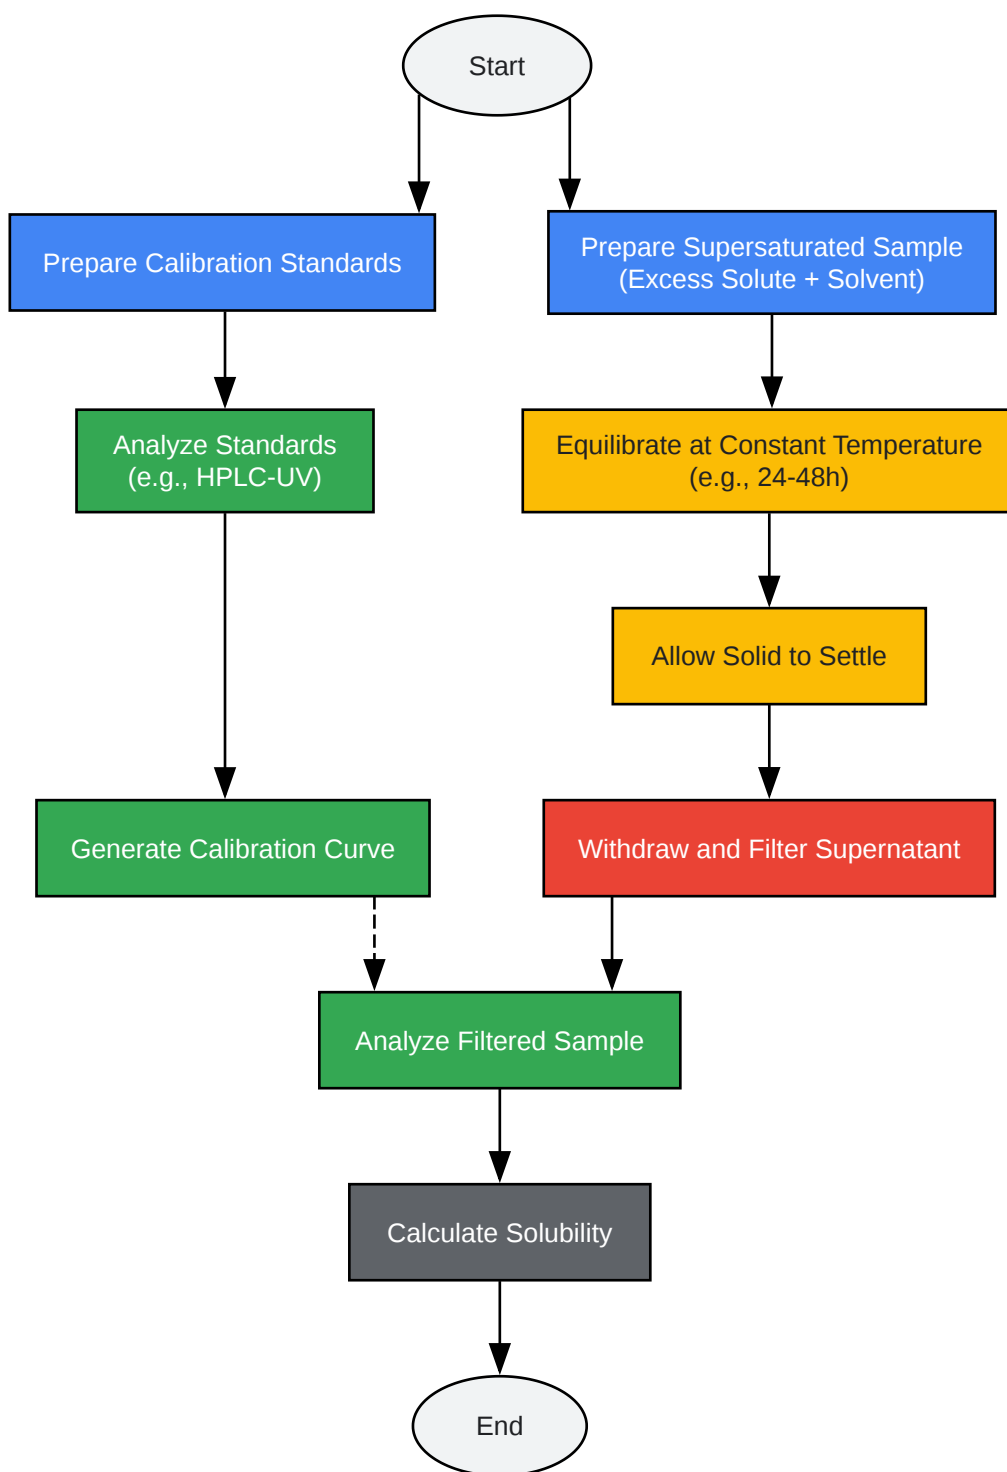 Start
Prepare Calibration Standards
Prepare Supersaturated Sample
(Excess Solute + Solvent)
Analyze Standards
(e.g., HPLC-UV)
Equilibrate at Constant Temperature
(e.g., 24-48h)
Allow Solid to Settle
Generate Calibration Curve
Withdraw and Filter Supernatant
Analyze Filtered Sample
Calculate Solubility
End